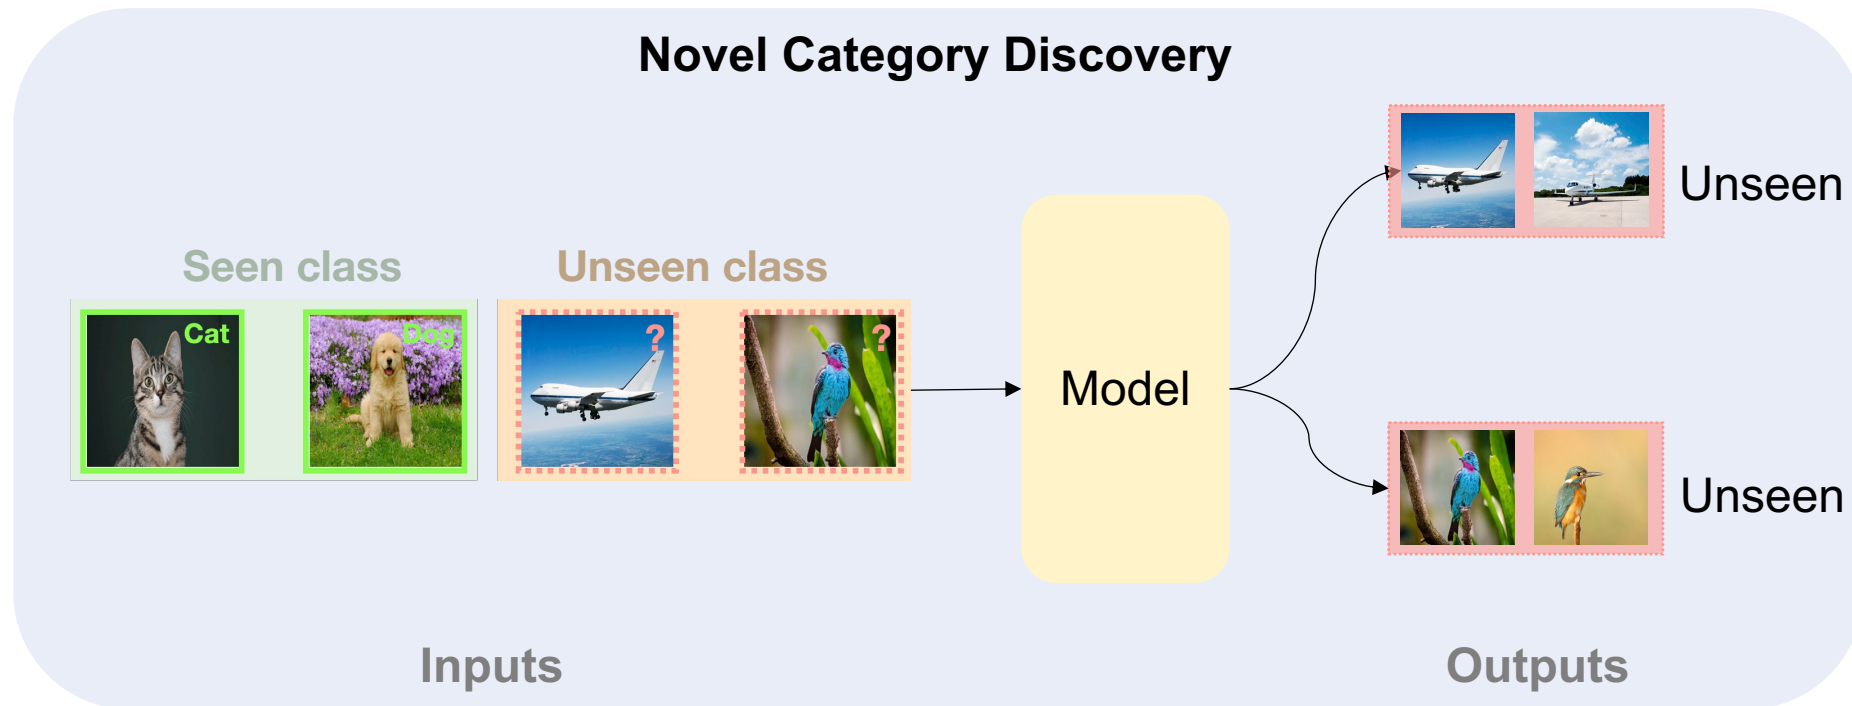 Novel Category Discovery
Seen class
Unseen class
Cat
Dog
?
?
Model
Unseen
Unseen
Inputs
Outputs